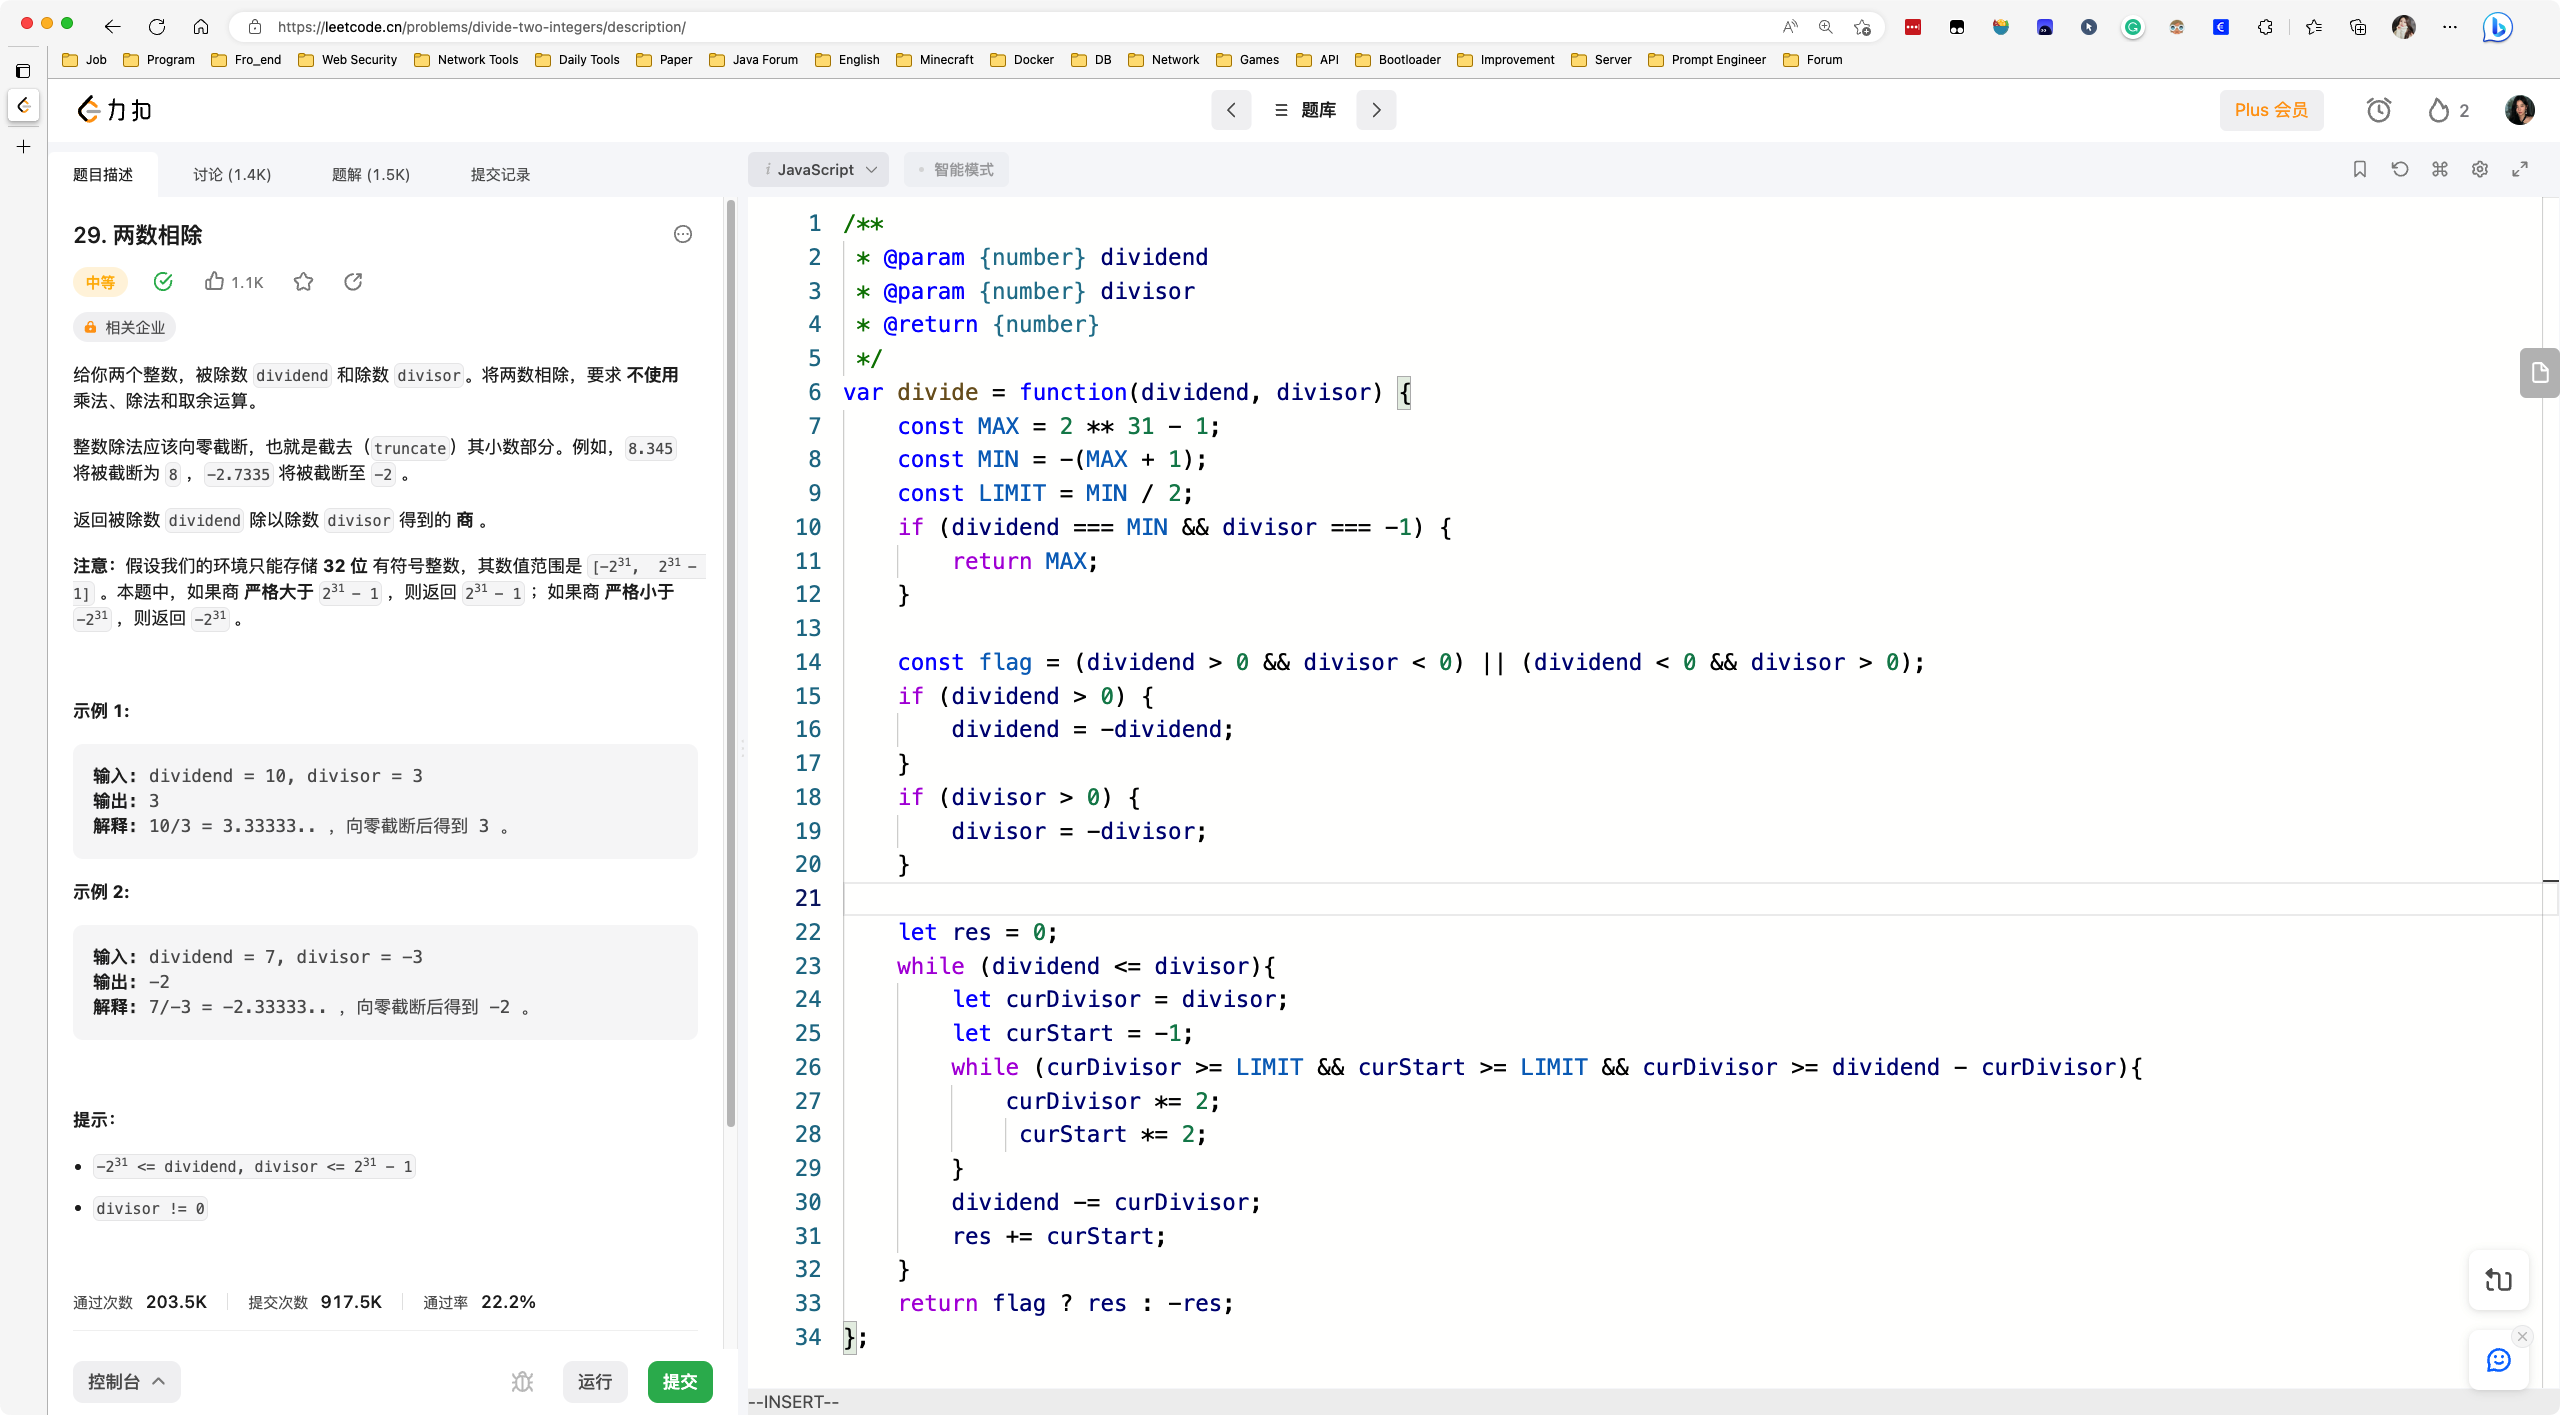 https://leetcode.cn/problems/divide-two-integers/description/
Job Program Fro_end Web Security Network Tools Daily Tools Paper Java Forum English Minecraft Docker DB Network Games API Bootloader Improvement Server Prompt Engineer Forum
力扣
题库
Plus 会员
2
题目描述 讨论 (1.4K) 题解 (1.5K) 提交记录
29. 两数相除
中等 1.1K
相关企业
给你两个整数，被除数 dividend 和除数 divisor。将两数相除，要求 不使用
乘法、除法和取余运算。
整数除法应该向零截断，也就是截去（truncate）其小数部分。例如，8.345
将被截断为 8 ，-2.7335 将被截断至 -2 。
返回被除数 dividend 除以除数 divisor 得到的 商 。
注意：假设我们的环境只能存储 32 位 有符号整数，其数值范围是 [−2³¹, 2³¹ −
1] 。本题中，如果商 严格大于 2³¹ − 1 ，则返回 2³¹ − 1 ；如果商 严格小于
-2³¹ ，则返回 -2³¹ 。
示例 1:
输入: dividend = 10, divisor = 3
输出: 3
解释: 10/3 = 3.33333.. ，向零截断后得到 3 。
示例 2:
输入: dividend = 7, divisor = -3
输出: -2
解释: 7/-3 = -2.33333.. ，向零截断后得到 -2 。
提示：
• -2³¹ <= dividend, divisor <= 2³¹ - 1
• divisor != 0
通过次数 203.5K 提交次数 917.5K 通过率 22.2%
控制台 运行 提交
i JavaScript • 智能模式
1 /**
2 * @param {number} dividend
3 * @param {number} divisor
4 * @return {number}
5 */
6 var divide = function(dividend, divisor) {
7 const MAX = 2 ** 31 - 1;
8 const MIN = -(MAX + 1);
9 const LIMIT = MIN / 2;
10 if (dividend === MIN && divisor === -1) {
11 return MAX;
12 }
13
14 const flag = (dividend > 0 && divisor < 0) || (dividend < 0 && divisor > 0);
15 if (dividend > 0) {
16 dividend = -dividend;
17 }
18 if (divisor > 0) {
19 divisor = -divisor;
20 }
21
22 let res = 0;
23 while (dividend <= divisor){
24 let curDivisor = divisor;
25 let curStart = -1;
26 while (curDivisor >= LIMIT && curStart >= LIMIT && curDivisor >= dividend - curDivisor){
27 curDivisor *= 2;
28 curStart *= 2;
29 }
30 dividend -= curDivisor;
31 res += curStart;
32 }
33 return flag ? res : -res;
34 };
--INSERT--